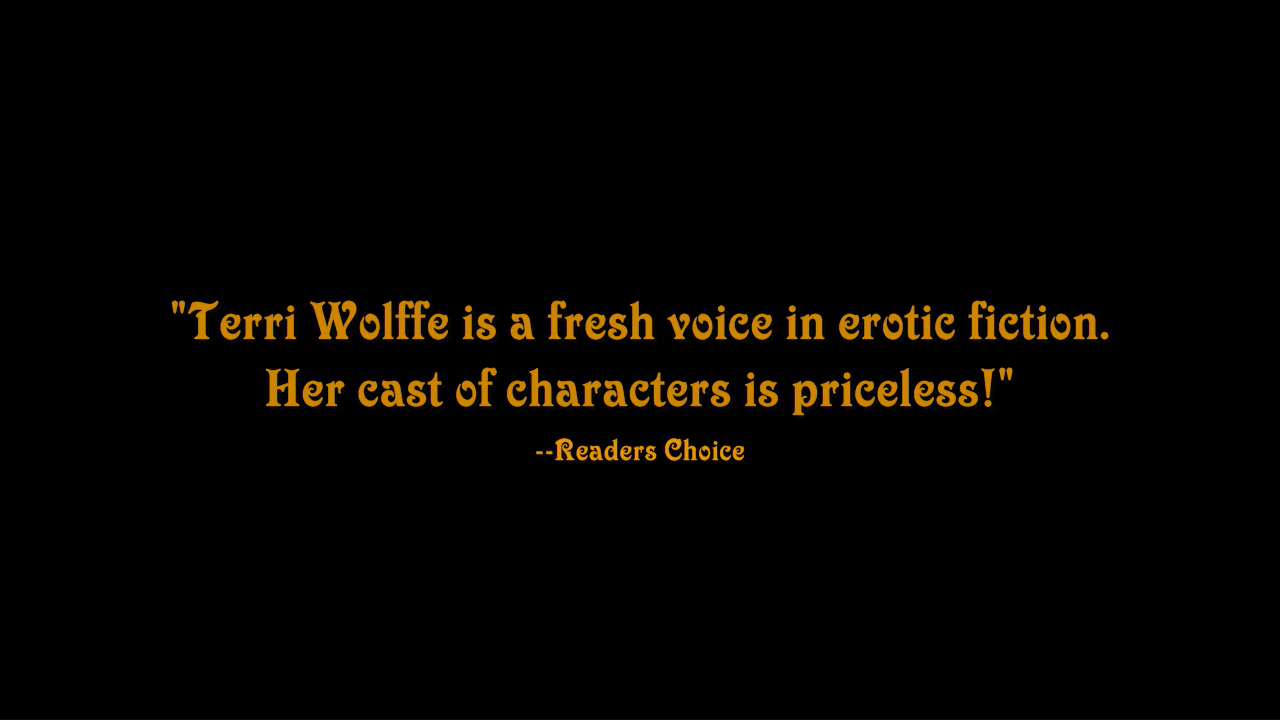 "Terri Wolffe is a fresh voice in erotic fiction.
Her cast of characters is priceless!"
--Readers Choice